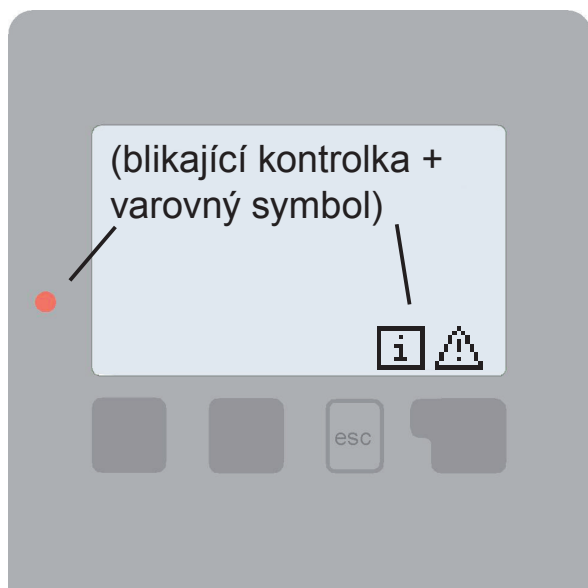 (blikající kontrolka +
varovný symbol)
i
esc